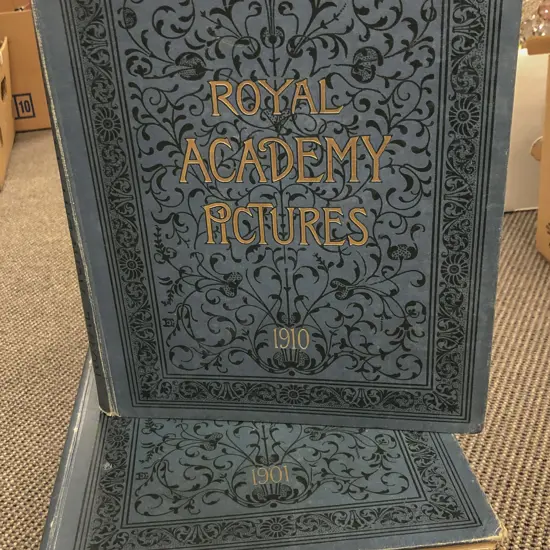 ROYAL
ACADEMY
PICTURES
1910
1901
10